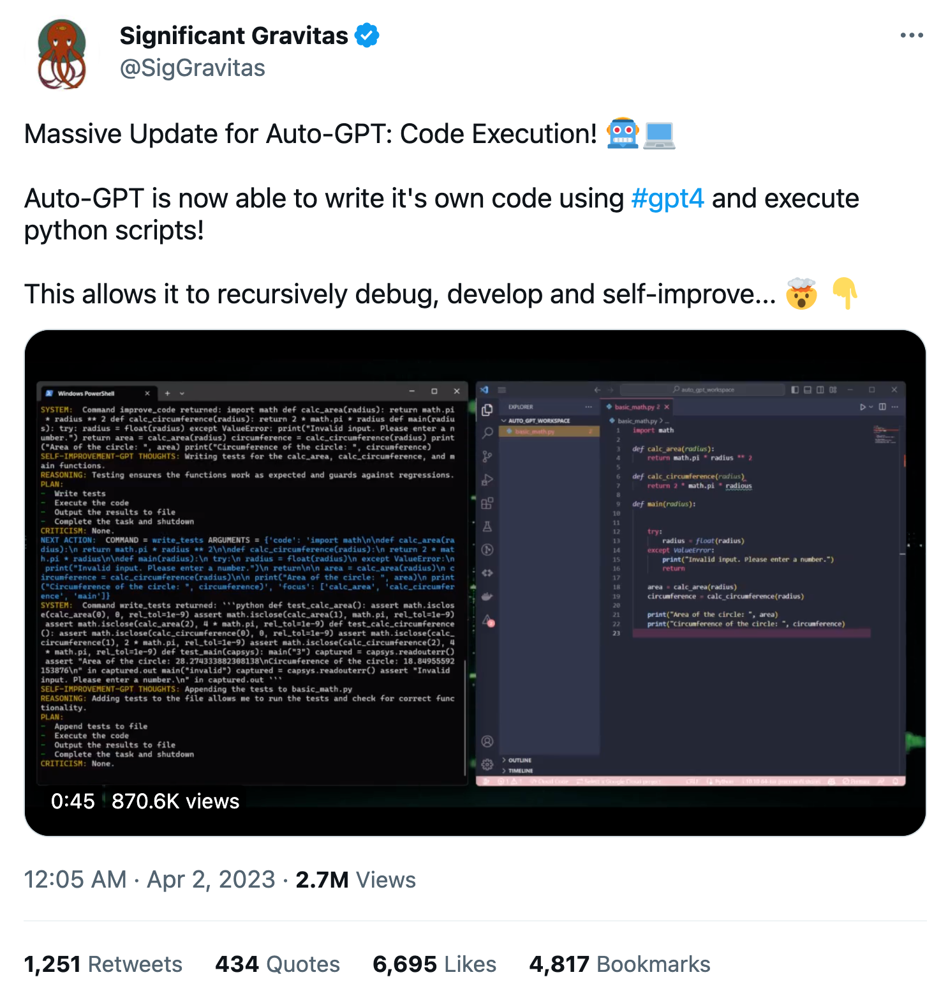 Significant Gravitas
@SigGravitas
Massive Update for Auto-GPT: Code Execution!
Auto-GPT is now able to write it's own code using #gpt4 and execute
python scripts!
This allows it to recursively debug, develop and self-improve...
Windows PowerShell
SYSTEM: Command improve_code returned: import math def calc_area(radius): return math.pi
* radius ** 2 def calc_circumference(radius): return 2 * math.pi * radius def main(radiu
s): try: radius = float(radius) except ValueError: print("Invalid input. Please enter a n
umber.") return area = calc_area(radius) circumference = calc_circumference(radius) print
("Area of the circle: ", area) print("Circumference of the circle: ", circumference)
SELF-IMPROVEMENT-GPT THOUGHTS: Writing tests for the calc_area, calc_circumference, and m
ain functions.
REASONING: Testing ensures the functions work as expected and guards against regressions.
PLAN:
- Write tests
- Execute the code
- Output the results to file
- Complete the task and shutdown
CRITICISM: None.
NEXT ACTION: COMMAND = write_tests ARGUMENTS = {'code': 'import math\n\ndef calc_area(ra
dius):\n return math.pi * radius ** 2\n\ndef calc_circumference(radius):\n return 2 * mat
h.pi * radius\n\ndef main(radius):\n try:\n radius = float(radius)\n except ValueError:\n
print("Invalid input. Please enter a number.")\n return\n\n area = calc_area(radius)\n c
ircumference = calc_circumference(radius)\n\n print("Area of the circle: ", area)\n print
("Circumference of the circle: ", circumference)', 'focus': ['calc_area', 'calc_circumfer
ence', 'main']}
SYSTEM: Command write_tests returned: ```python def test_calc_area(): assert math.isclos
e(calc_area(0), 0, rel_tol=1e-9) assert math.isclose(calc_area(1), math.pi, rel_tol=1e-9)
assert math.isclose(calc_area(2), 4 * math.pi, rel_tol=1e-9) def test_calc_circumference
(): assert math.isclose(calc_circumference(0), 0, rel_tol=1e-9) assert math.isclose(calc_
circumference(1), 2 * math.pi, rel_tol=1e-9) assert math.isclose(calc_circumference(2), 4
* math.pi, rel_tol=1e-9) def test_main(capsys): main("3") captured = capsys.readouterr()
assert "Area of the circle: 28.274333882308138\nCircumference of the circle: 18.84955592
153876\n" in captured.out main("invalid") captured = capsys.readouterr() assert "Invalid
input. Please enter a number.\n" in captured.out ```
SELF-IMPROVEMENT-GPT THOUGHTS: Appending the tests to basic_math.py
REASONING: Adding tests to the file allows me to run the tests and check for correct func
tionality.
PLAN:
- Append tests to file
- Execute the code
- Output the results to file
- Complete the task and shutdown
CRITICISM: None.
auto_gpt_workspace
EXPLORER
AUTO_GPT_WORKSPACE
basic_math.py 2
OUTLINE
TIMELINE
basic_math.py 2
basic_math.py > ...
1 import math
2
3 def calc_area(radius):
4 return math.pi * radius ** 2
5
6 def calc_circumference(radius)
7 return 2 * math.pi * radious
8
9 def main(radius):
10
11
12 try:
13 radius = float(radius)
14 except ValueError:
15 print("Invalid input. Please enter a number.")
16 return
17
18 area = calc_area(radius)
19 circumference = calc_circumference(radius)
20
21 print("Area of the circle: ", area)
22 print("Circumference of the circle: ", circumference)
23
0:45 870.6K views
12:05 AM · Apr 2, 2023 · 2.7M Views
1,251 Retweets 434 Quotes 6,695 Likes 4,817 Bookmarks